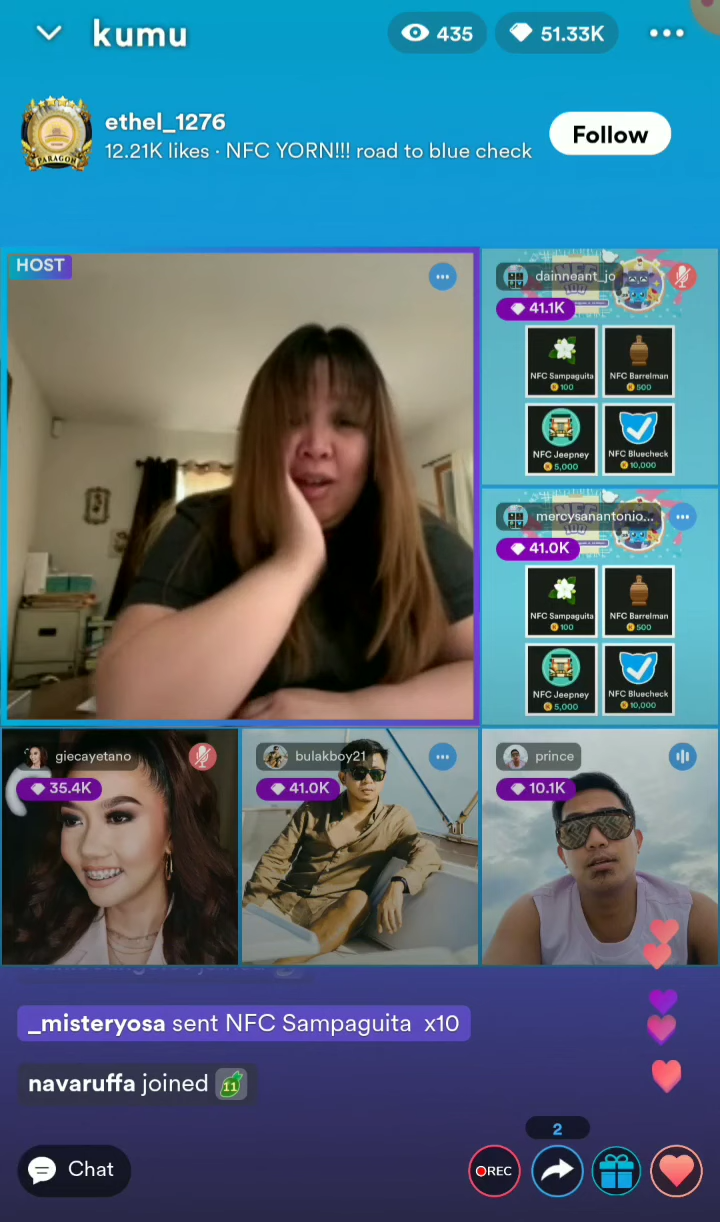 kumu
435
51.33K
PARAGON
ethel_1276
12.21K likes · NFC YORN!!! road to blue check
Follow
HOST
dainneant_jo
41.1K
NFC Sampaguita
100
NFC Barrelman
500
NFC Jeepney
5,000
NFC Bluecheck
10,000
mercysanantonio...
41.0K
NFC Sampaguita
100
NFC Barrelman
500
NFC Jeepney
5,000
NFC Bluecheck
10,000
giecayetano
35.4K
bulakboy21
41.0K
prince
10.1K
_misteryosa sent NFC Sampaguita x10
navaruffa joined 11
2
Chat
REC